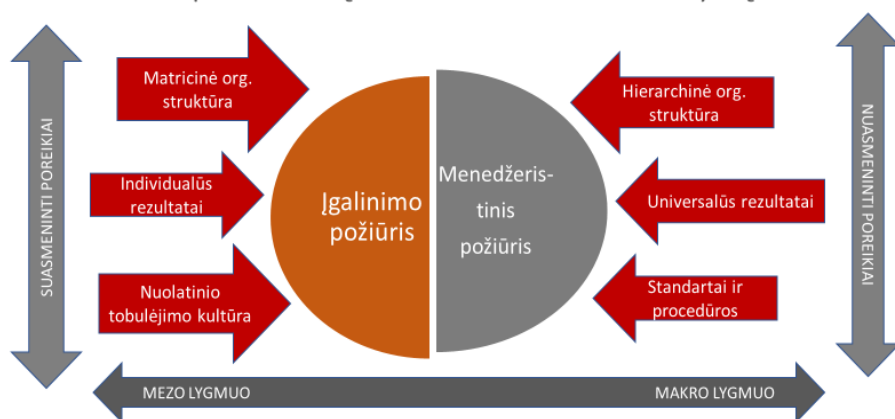 Matricinė org.
struktūra
Individualūs
rezultatai
Nuolatinio
tobulėjimo kultūra
SUASMENINTI POREIKIAI
Įgalinimo
požiūris
Menedžeris-
tinis
požiūris
Hierarchinė org.
struktūra
Universalūs rezultatai
Standartai ir
procedūros
NUASMENINTI POREIKIAI
MEZO LYGMUO
MAKRO LYGMUO